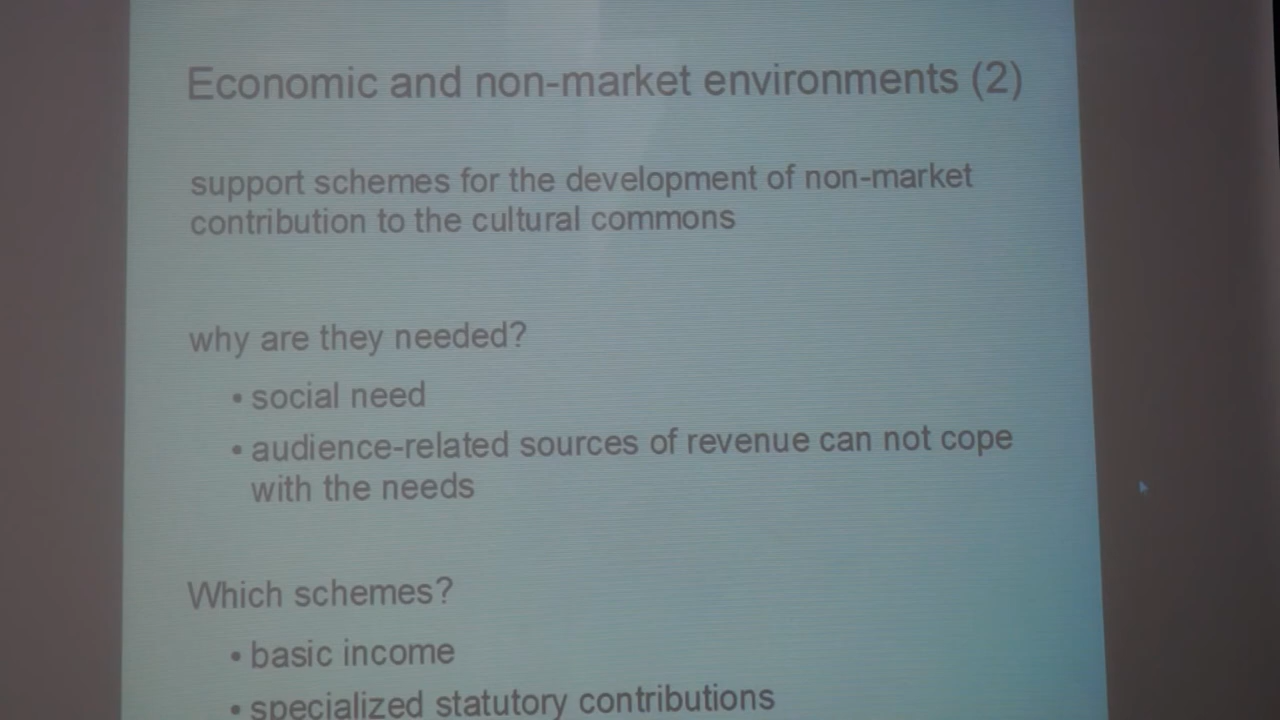 Economic and non-market environments (2)
support schemes for the development of non-market
contribution to the cultural commons
why are they needed?
• social need
• audience-related sources of revenue can not cope
with the needs
Which schemes?
• basic income
• specialized statutory contributions